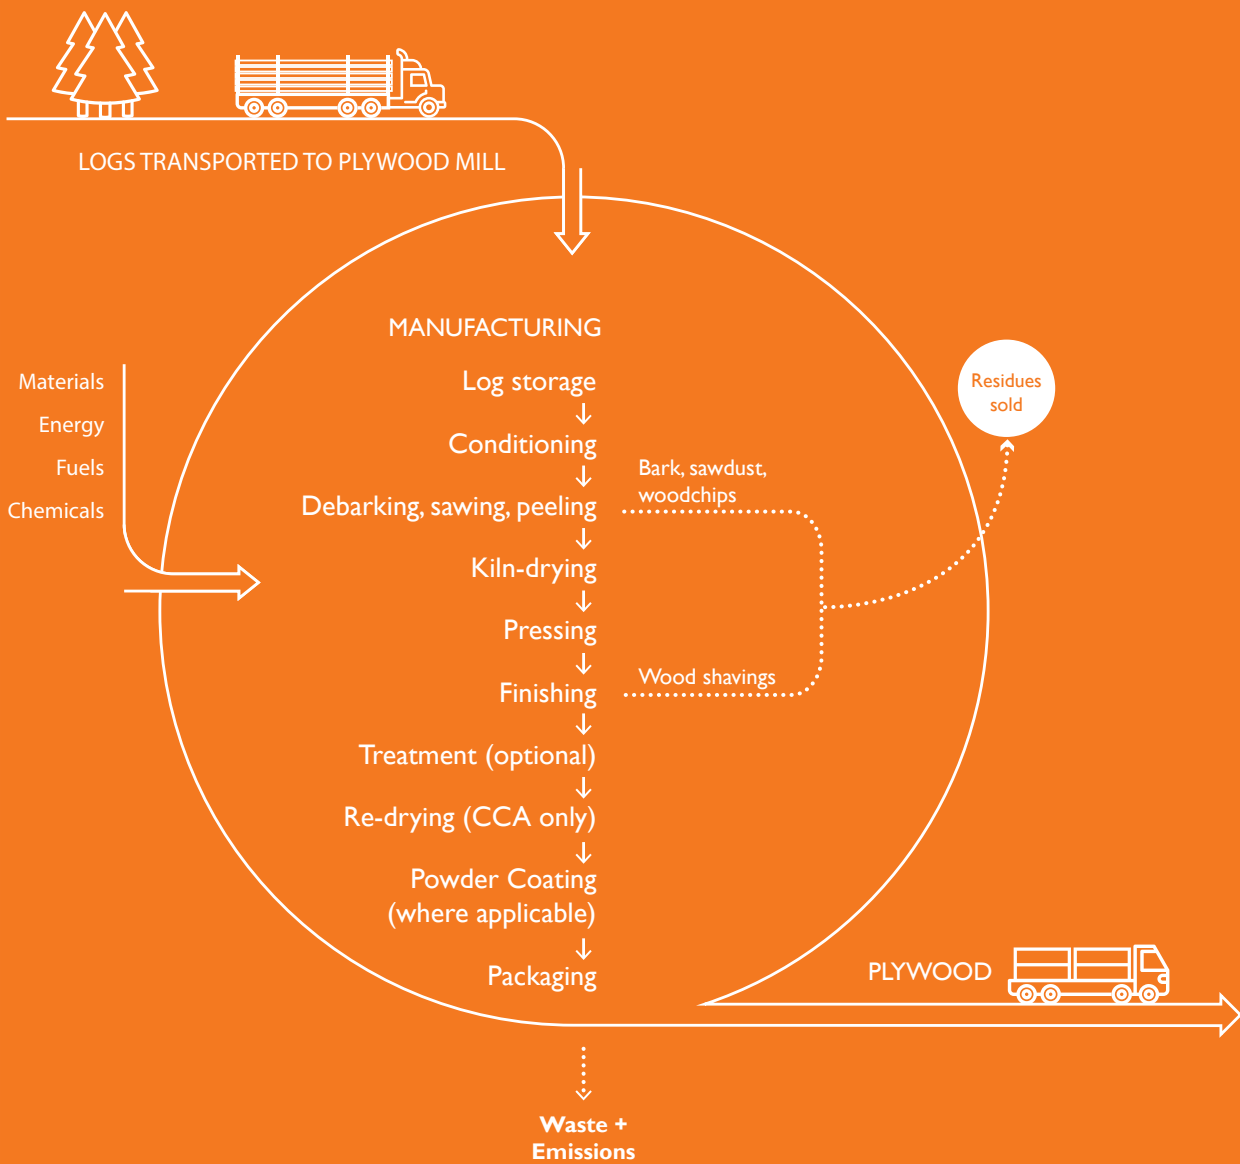 LOGS TRANSPORTED TO PLYWOOD MILL
MANUFACTURING
Log storage
Conditioning
Debarking, sawing, peeling
Kiln-drying
Pressing
Finishing
Treatment (optional)
Re-drying (CCA only)
Powder Coating
(where applicable)
Packaging
Materials
Energy
Fuels
Chemicals
Bark, sawdust,
woodchips
Wood shavings
Residues
sold
PLYWOOD
Waste +
Emissions